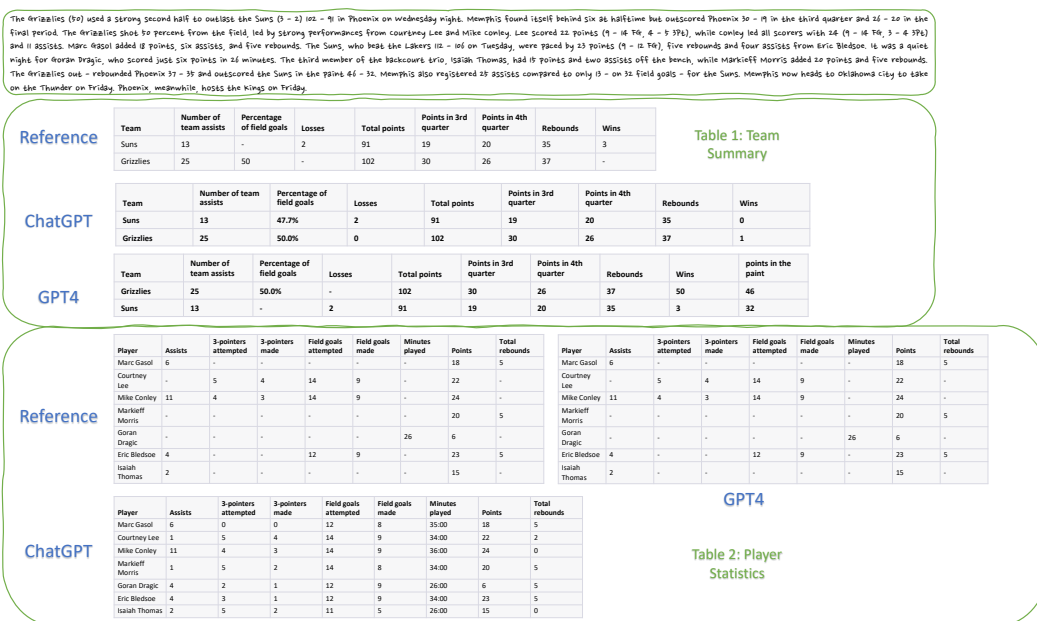 The Grizzlies (50) used a strong second half to outlast the Suns (3 - 2) 102 - 91 in Phoenix on Wednesday night. Memphis found itself behind six at halftime but outscored Phoenix 30 - 19 in the third quarter and 26 - 20 in the
final period. The Grizzlies shot 50 percent from the field, led by strong performances from Courtney Lee and Mike Conley. Lee scored 22 points (9 - 14 FG, 4 - 5 3Pt), while Conley led all scorers with 24 (9 - 14 FG, 3 - 4 3Pt)
and 11 assists. Marc Gasol added 18 points, six assists, and five rebounds. The Suns, who beat the Lakers 112 - 106 on Tuesday, were paced by 23 points (9 - 12 FG), five rebounds and four assists from Eric Bledsoe. It was a quiet
night for Goran Dragic, who scored just six points in 26 minutes. The third member of the backcourt trio, Isaiah Thomas, had 15 points and two assists off the bench, while Markieff Morris added 20 points and five rebounds.
The Grizzlies out - rebounded Phoenix 37 - 35 and outscored the Suns in the paint 46 - 32. Memphis also registered 25 assists compared to only 13 - on 32 field goals - for the Suns. Memphis now heads to Oklahoma City to take
on the Thunder on Friday. Phoenix, meanwhile, hosts the Kings on Friday.
Reference
Team Number of team assists Percentage of field goals Losses Total points Points in 3rd quarter Points in 4th quarter Rebounds Wins
Suns 13 - 2 91 19 20 35 3
Grizzlies 25 50 102 30 26 37 -
Table 1: Team
Summary
ChatGPT
Team Number of team assists Percentage of field goals Losses Total points Points in 3rd quarter Points in 4th quarter Rebounds Wins
Suns 13 47.7% 2 91 19 20 35 0
Grizzlies 25 50.0% 0 102 30 26 37 1
GPT4
Team Number of team assists Percentage of field goals Losses Total points Points in 3rd quarter Points in 4th quarter Rebounds Wins points in the paint
Grizzlies 25 50.0% - 102 30 26 37 50 46
Suns 13 - 2 91 19 20 35 3 32
Reference
Player Assists 3-pointers attempted 3-pointers made Field goals attempted Field goals made Minutes played Points Total rebounds
Marc Gasol 6 - - - - - 18 5
Courtney Lee - 5 4 14 9 - 22 -
Mike Conley 11 4 3 14 9 - 24 -
Markieff Morris - - - - - - 20 5
Goran Dragic - - - - - 26 6 -
Eric Bledsoe 4 - - 12 9 - 23 5
Isaiah Thomas 2 - - - - - 15 -
Player Assists 3-pointers attempted 3-pointers made Field goals attempted Field goals made Minutes played Points Total rebounds
Marc Gasol 6 - - - - - 18 5
Courtney Lee - 5 4 14 9 - 22 -
Mike Conley 11 4 3 14 9 - 24 -
Markieff Morris - - - - - - 20 5
Goran Dragic - - - - - 26 6 -
Eric Bledsoe 4 - - 12 9 - 23 5
Isaiah Thomas 2 - - - - - 15 -
GPT4
ChatGPT
Player Assists 3-pointers attempted 3-pointers made Field goals attempted Field goals made Minutes played Points Total rebounds
Marc Gasol 6 0 0 12 8 35:00 18 5
Courtney Lee 1 5 4 14 9 34:00 22 2
Mike Conley 11 4 3 14 9 36:00 24 0
Markieff Morris 1 5 2 14 8 34:00 20 5
Goran Dragic 4 2 1 12 9 26:00 6 5
Eric Bledsoe 4 3 1 12 9 34:00 23 5
Isaiah Thomas 2 5 2 11 5 26:00 15 0
Table 2: Player
Statistics